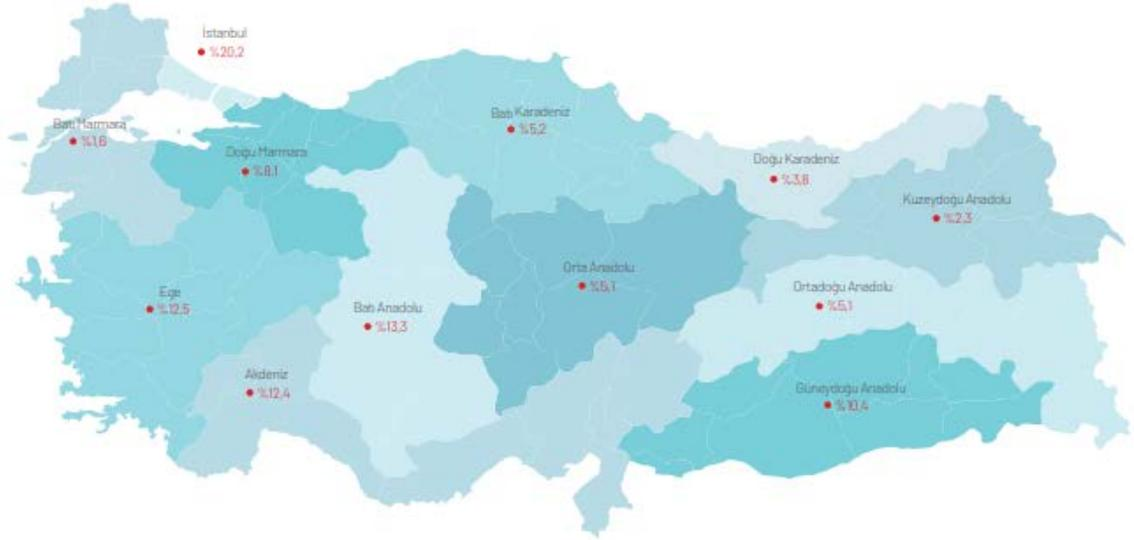 İstanbul
%20,2
Batı Marmara
%1,6
Doğu Marmara
%8,1
Batı Karadeniz
%5,2
Doğu Karadeniz
%3,8
Kuzeydoğu Anadolu
%2,3
Orta Anadolu
%5,1
Ortadoğu Anadolu
%5,1
Ege
%12,5
Batı Anadolu
%13,3
Akdeniz
%12,4
Güneydoğu Anadolu
%10,4